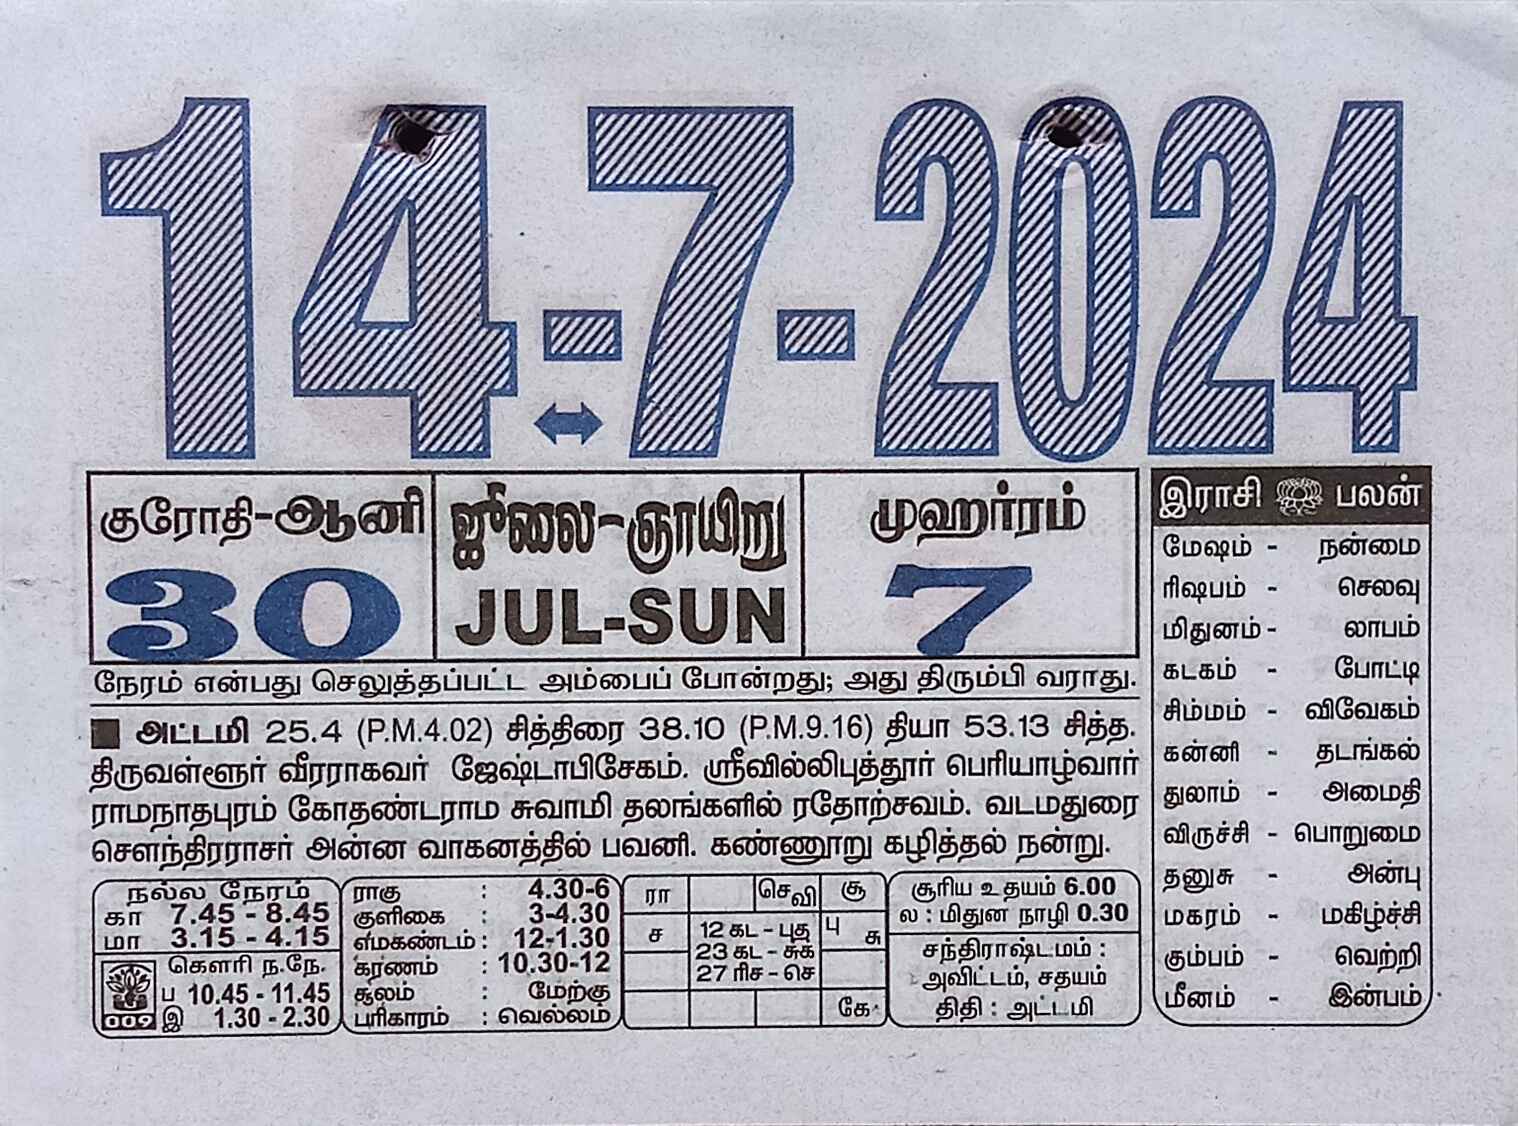 14-7-2024
குரோதி-ஆனி
30
ஜூலை-ஞாயிறு
JUL-SUN
முஹர்ரம்
7
நேரம் என்பது செலுத்தப்பட்ட அம்பைப் போன்றது; அது திரும்பி வராது.
அட்டமி 25.4 (P.M.4.02) சித்திரை 38.10 (P.M.9.16) தியா 53.13 சித்த.
திருவள்ளூர் வீரராகவர் ஜேஷ்டாபிசேகம். ஸ்ரீவில்லிபுத்தூர் பெரியாழ்வார்
ராமநாதபுரம் கோதண்டராம சுவாமி தலங்களில் ரதோற்சவம். வடமதுரை
சௌந்திரராசர் அன்ன வாகனத்தில் பவனி. கண்ணூறு கழித்தல் நன்று.
நல்ல நேரம்
கா 7.45 - 8.45
மா 3.15 - 4.15
கௌரி ந.நே.
ப 10.45 - 11.45
இ 1.30 - 2.30
009
ராகு : 4.30-6
குளிகை : 3-4.30
எமகண்டம் : 12-1.30
கரணம் : 10.30-12
சூலம் : மேற்கு
பரிகாரம் : வெல்லம்
ரா செவி சூ
ச 12 கட - புத பு சு
23 கட - சுக்
27 ரிச - செ
கே
சூரிய உதயம் 6.00
ல : மிதுன நாழி 0.30
சந்திராஷ்டமம் :
அவிட்டம், சதயம்
திதி : அட்டமி
இராசி பலன்
மேஷம் - நன்மை
ரிஷபம் - செலவு
மிதுனம் - லாபம்
கடகம் - போட்டி
சிம்மம் - விவேகம்
கன்னி - தடங்கல்
துலாம் - அமைதி
விருச்சி - பொறுமை
தனுசு - அன்பு
மகரம் - மகிழ்ச்சி
கும்பம் - வெற்றி
மீனம் - இன்பம்